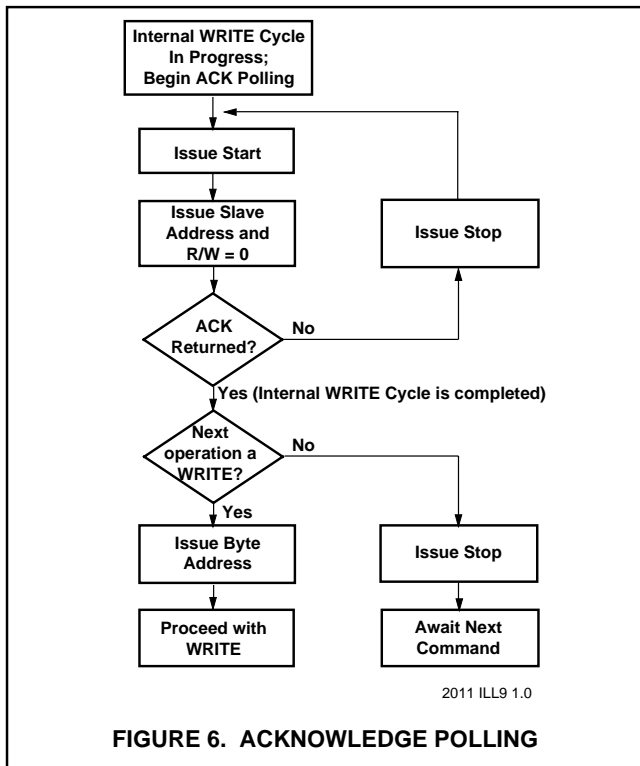 Internal WRITE Cycle
In Progress;
Begin ACK Polling
Issue Start
Issue Slave
Address and
R/W = 0
Issue Stop
ACK
Returned?
No
Yes (Internal WRITE Cycle is completed)
Next
operation a
WRITE?
No
Yes
Issue Byte
Address
Issue Stop
Proceed with
WRITE
Await Next
Command
2011 ILL9 1.0
FIGURE 6. ACKNOWLEDGE POLLING